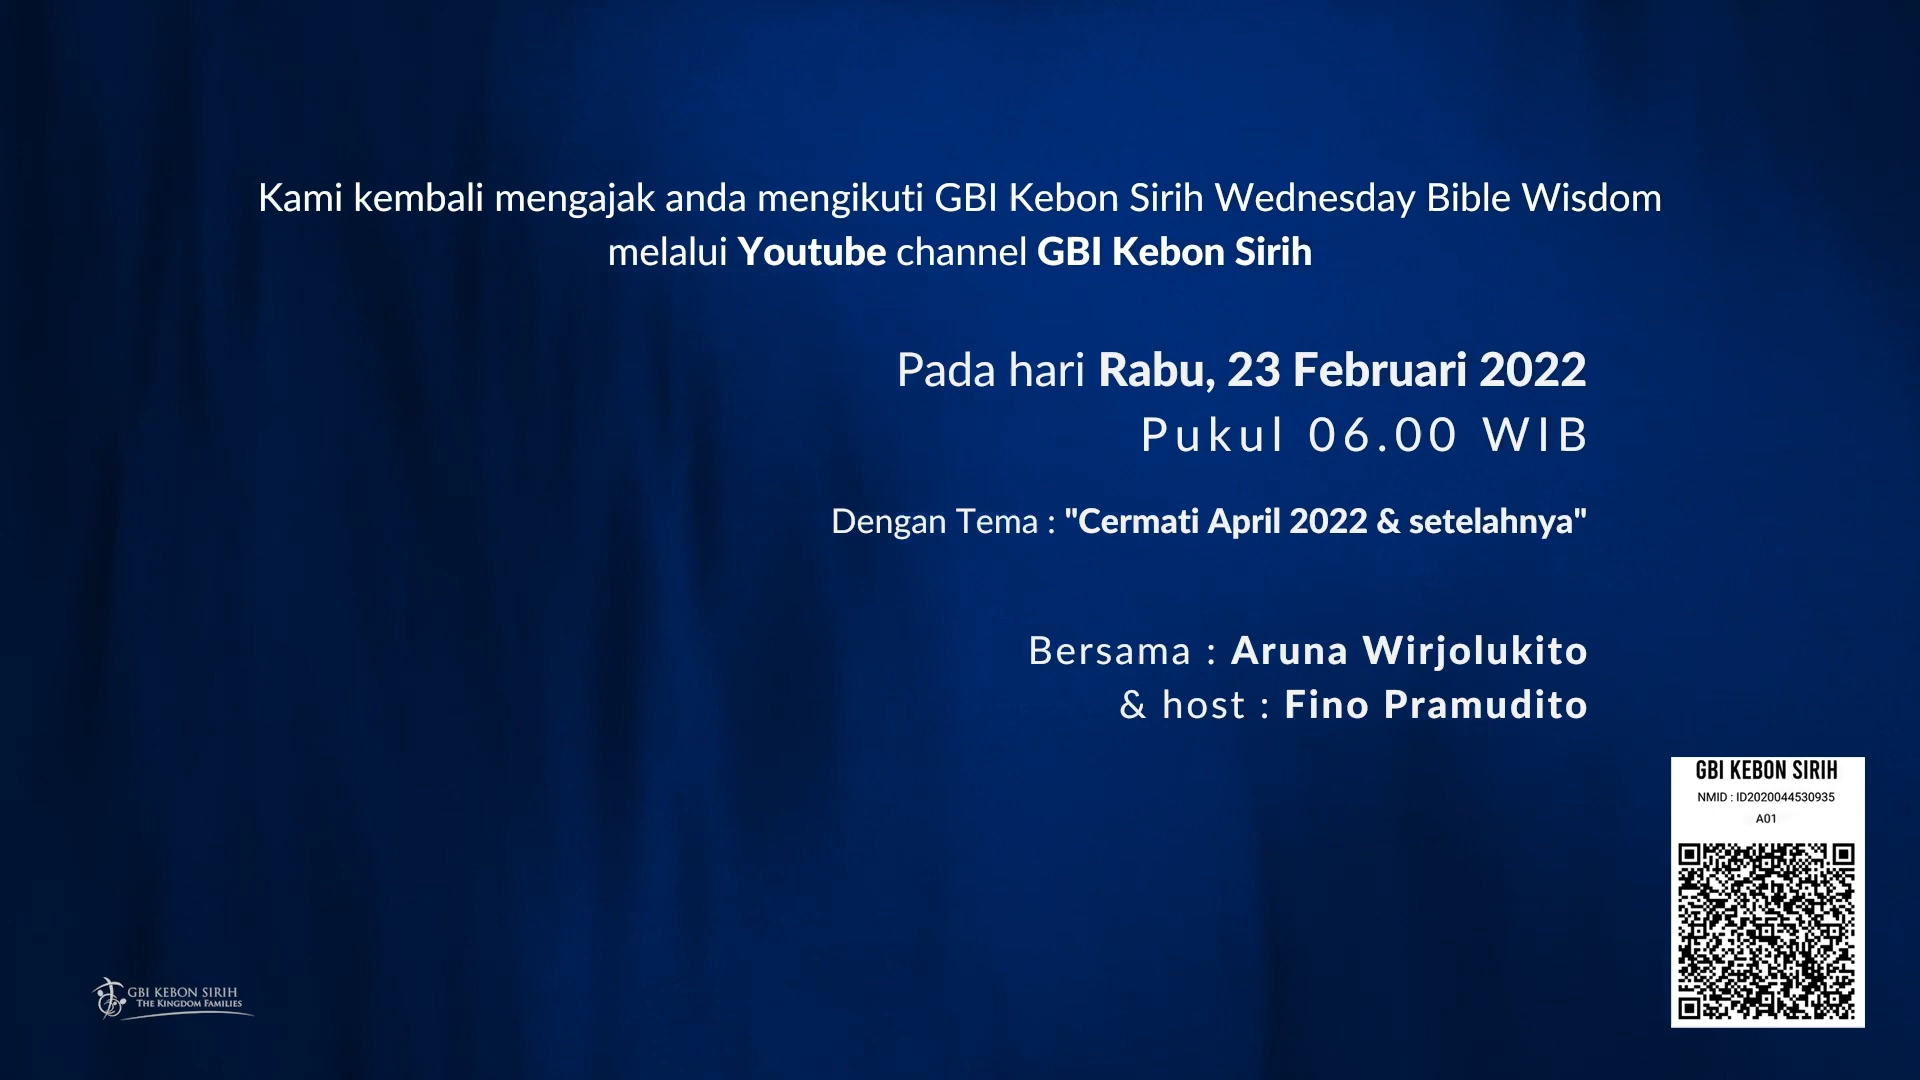 Kami kembali mengajak anda mengikuti GBI Kebon Sirih Wednesday Bible Wisdom
melalui Youtube channel GBI Kebon Sirih
Pada hari Rabu, 23 Februari 2022
Pukul 06.00 WIB
Dengan Tema : "Cermati April 2022 & setelahnya"
Bersama : Aruna Wirjolukito
& host : Fino Pramudito
GBI KEBON SIRIH
NMID : ID2020044530935
A01
GBI KEBON SIRIH
THE KINGDOM FAMILIES